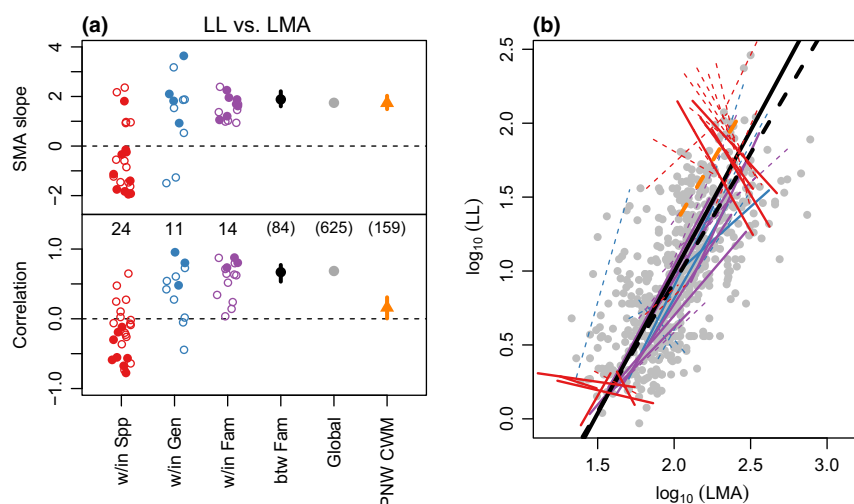 (a) LL vs. LMA
SMA slope
4
2
0
−2
24 11 14 (84) (625) (159)
Correlation
1.0
0.0
−1.0
w/in Spp
w/in Gen
w/in Fam
btw Fam
Global
PNW CWM
(b)
log10 (LL)
2.5
2.0
1.5
1.0
0.5
0.0
1.5 2.0 2.5 3.0
log10 (LMA)